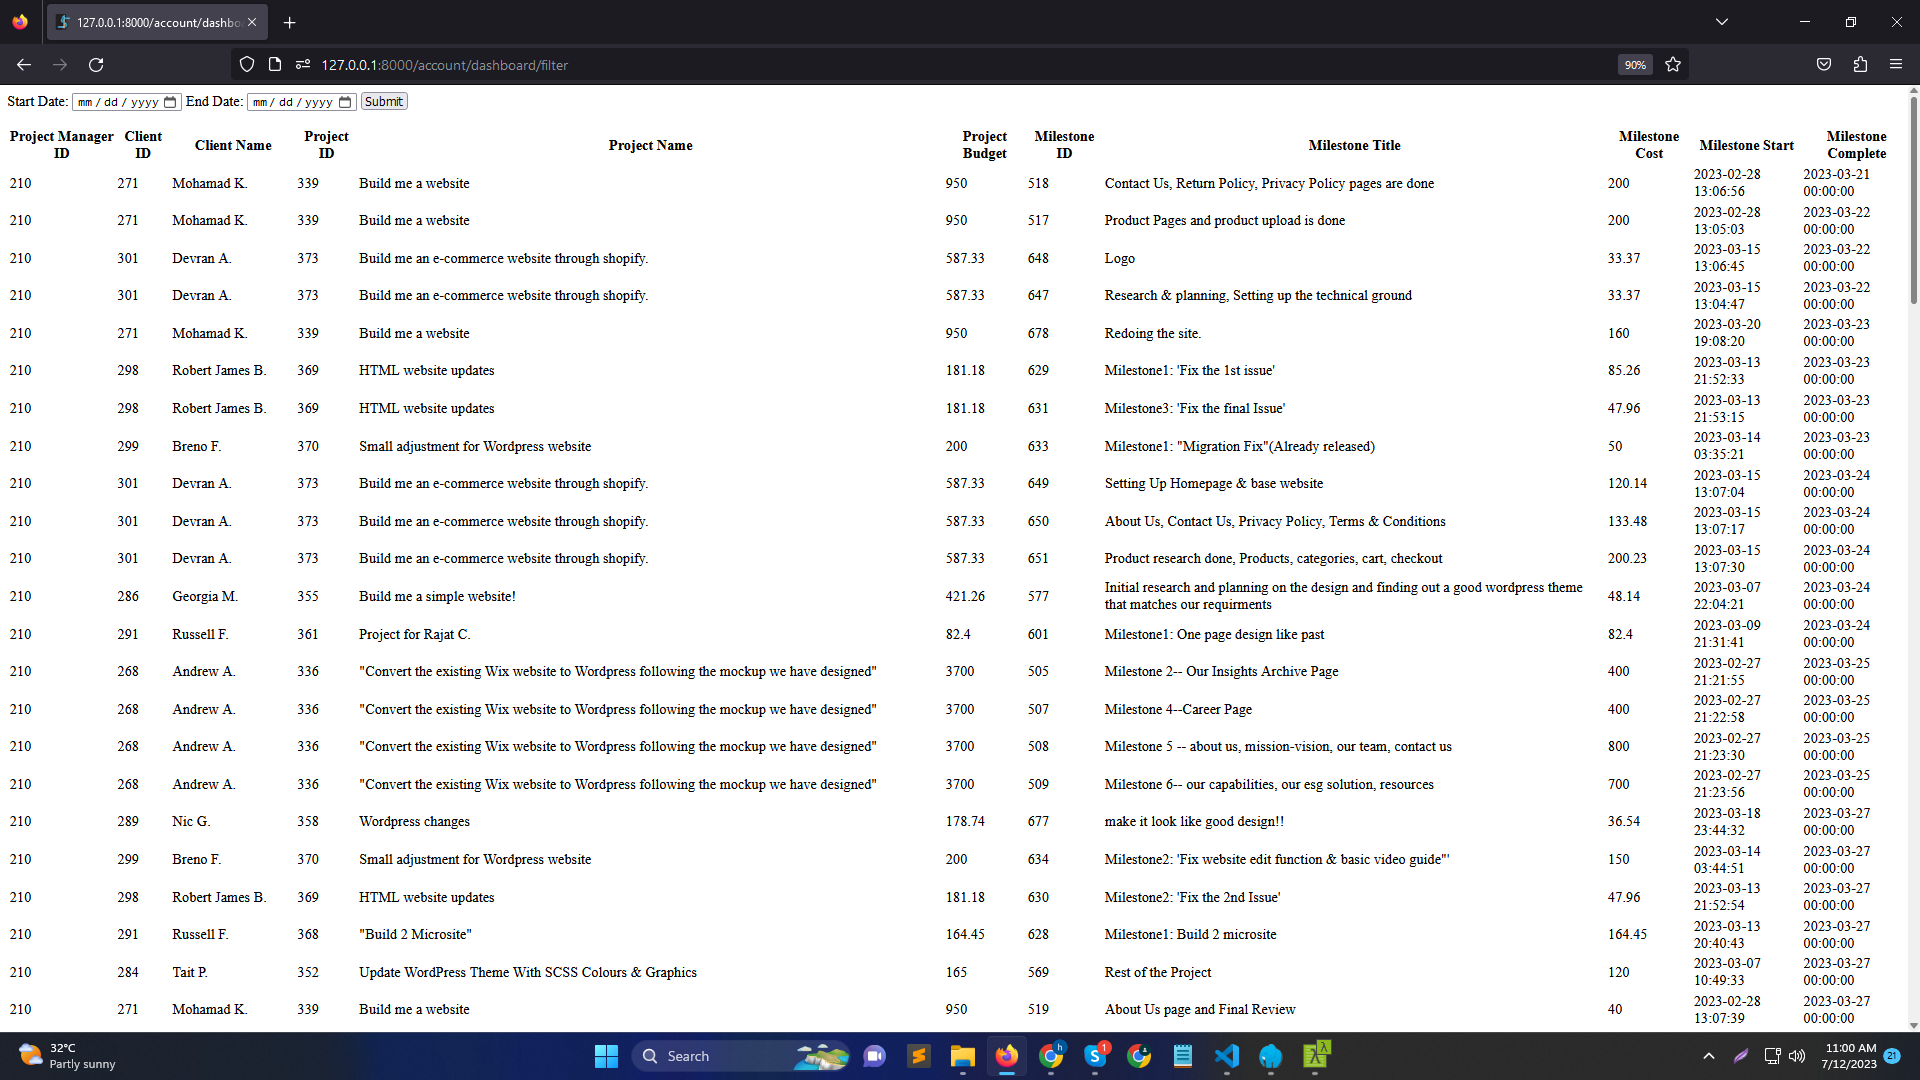 127.0.0.1:8000/account/dashbo
127.0.0.1:8000/account/dashboard/filter
90%
Start Date: mm / dd / yyyy End Date: mm / dd / yyyy Submit
Project Manager ID Client ID Client Name Project ID Project Name Project Budget Milestone ID Milestone Title Milestone Cost Milestone Start Milestone Complete
210 271 Mohamad K. 339 Build me a website 950 518 Contact Us, Return Policy, Privacy Policy pages are done 200 2023-02-28 13:06:56 2023-03-21 00:00:00
210 271 Mohamad K. 339 Build me a website 950 517 Product Pages and product upload is done 200 2023-02-28 13:05:03 2023-03-22 00:00:00
210 301 Devran A. 373 Build me an e-commerce website through shopify. 587.33 648 Logo 33.37 2023-03-15 13:06:45 2023-03-22 00:00:00
210 301 Devran A. 373 Build me an e-commerce website through shopify. 587.33 647 Research & planning, Setting up the technical ground 33.37 2023-03-15 13:04:47 2023-03-22 00:00:00
210 271 Mohamad K. 339 Build me a website 950 678 Redoing the site. 160 2023-03-20 19:08:20 2023-03-23 00:00:00
210 298 Robert James B. 369 HTML website updates 181.18 629 Milestone1: 'Fix the 1st issue' 85.26 2023-03-13 21:52:33 2023-03-23 00:00:00
210 298 Robert James B. 369 HTML website updates 181.18 631 Milestone3: 'Fix the final Issue' 47.96 2023-03-13 21:53:15 2023-03-23 00:00:00
210 299 Breno F. 370 Small adjustment for Wordpress website 200 633 Milestone1: "Migration Fix"(Already released) 50 2023-03-14 03:35:21 2023-03-23 00:00:00
210 301 Devran A. 373 Build me an e-commerce website through shopify. 587.33 649 Setting Up Homepage & base website 120.14 2023-03-15 13:07:04 2023-03-24 00:00:00
210 301 Devran A. 373 Build me an e-commerce website through shopify. 587.33 650 About Us, Contact Us, Privacy Policy, Terms & Conditions 133.48 2023-03-15 13:07:17 2023-03-24 00:00:00
210 301 Devran A. 373 Build me an e-commerce website through shopify. 587.33 651 Product research done, Products, categories, cart, checkout 200.23 2023-03-15 13:07:30 2023-03-24 00:00:00
210 286 Georgia M. 355 Build me a simple website! 421.26 577 Initial research and planning on the design and finding out a good wordpress theme that matches our requirments 48.14 2023-03-07 22:04:21 2023-03-24 00:00:00
210 291 Russell F. 361 Project for Rajat C. 82.4 601 Milestone1: One page design like past 82.4 2023-03-09 21:31:41 2023-03-24 00:00:00
210 268 Andrew A. 336 "Convert the existing Wix website to Wordpress following the mockup we have designed" 3700 505 Milestone 2-- Our Insights Archive Page 400 2023-02-27 21:21:55 2023-03-25 00:00:00
210 268 Andrew A. 336 "Convert the existing Wix website to Wordpress following the mockup we have designed" 3700 507 Milestone 4--Career Page 400 2023-02-27 21:22:58 2023-03-25 00:00:00
210 268 Andrew A. 336 "Convert the existing Wix website to Wordpress following the mockup we have designed" 3700 508 Milestone 5 -- about us, mission-vision, our team, contact us 800 2023-02-27 21:23:30 2023-03-25 00:00:00
210 268 Andrew A. 336 "Convert the existing Wix website to Wordpress following the mockup we have designed" 3700 509 Milestone 6-- our capabilities, our esg solution, resources 700 2023-02-27 21:23:56 2023-03-25 00:00:00
210 289 Nic G. 358 Wordpress changes 178.74 677 make it look like good design!! 36.54 2023-03-18 23:44:32 2023-03-27 00:00:00
210 299 Breno F. 370 Small adjustment for Wordpress website 200 634 Milestone2: 'Fix website edit function & basic video guide"' 150 2023-03-14 03:44:51 2023-03-27 00:00:00
210 298 Robert James B. 369 HTML website updates 181.18 630 Milestone2: 'Fix the 2nd Issue' 47.96 2023-03-13 21:52:54 2023-03-27 00:00:00
210 291 Russell F. 368 "Build 2 Microsite" 164.45 628 Milestone1: Build 2 microsite 164.45 2023-03-13 20:40:43 2023-03-27 00:00:00
210 284 Tait P. 352 Update WordPress Theme With SCSS Colours & Graphics 165 569 Rest of the Project 120 2023-03-07 10:49:33 2023-03-27 00:00:00
210 271 Mohamad K. 339 Build me a website 950 519 About Us page and Final Review 40 2023-02-28 13:07:39 2023-03-27 00:00:00
32°C
Partly sunny
Search
h
1
11:00 AM
7/12/2023
21